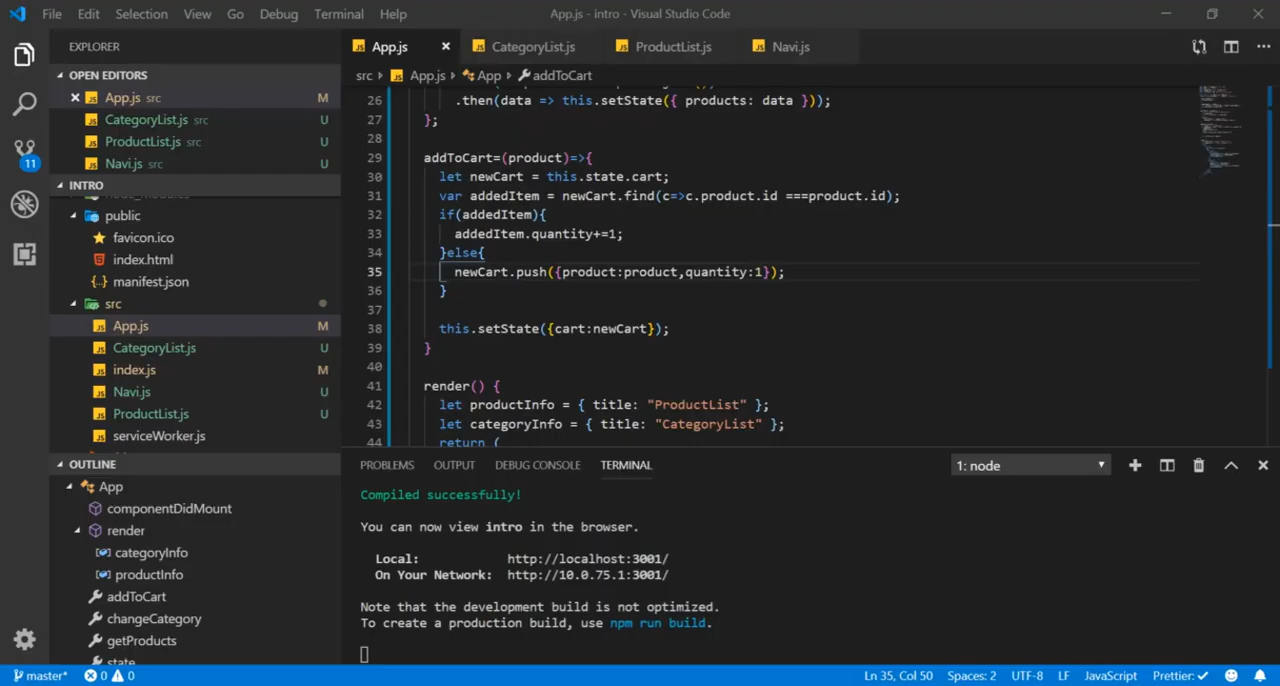 File Edit Selection View Go Debug Terminal Help App.js - intro - Visual Studio Code
EXPLORER
OPEN EDITORS
App.js src M
CategoryList.js src U
ProductList.js src U
Navi.js src U
INTRO
node_modules
public
favicon.ico
index.html
manifest.json
src
App.js M
CategoryList.js U
index.js M
Navi.js U
ProductList.js U
serviceWorker.js
OUTLINE
App
componentDidMount
render
categoryInfo
productInfo
addToCart
changeCategory
getProducts
state
11
App.js CategoryList.js ProductList.js Navi.js
src App.js App addToCart
26 .then(data => this.setState({ products: data }));
27 };
28
29 addToCart=(product)=>{
30 let newCart = this.state.cart;
31 var addedItem = newCart.find(c=>c.product.id ===product.id);
32 if(addedItem){
33 addedItem.quantity+=1;
34 }else{
35 newCart.push({product:product,quantity:1});
36 }
37
38 this.setState({cart:newCart});
39 }
40
41 render() {
42 let productInfo = { title: "ProductList" };
43 let categoryInfo = { title: "CategoryList" };
44 return (
PROBLEMS OUTPUT DEBUG CONSOLE TERMINAL 1: node
Compiled successfully!
You can now view intro in the browser.
Local: http://localhost:3001/
On Your Network: http://10.0.75.1:3001/
Note that the development build is not optimized.
To create a production build, use npm run build.
master* 0 0 Ln 35, Col 50 Spaces: 2 UTF-8 LF JavaScript Prettier: ✓